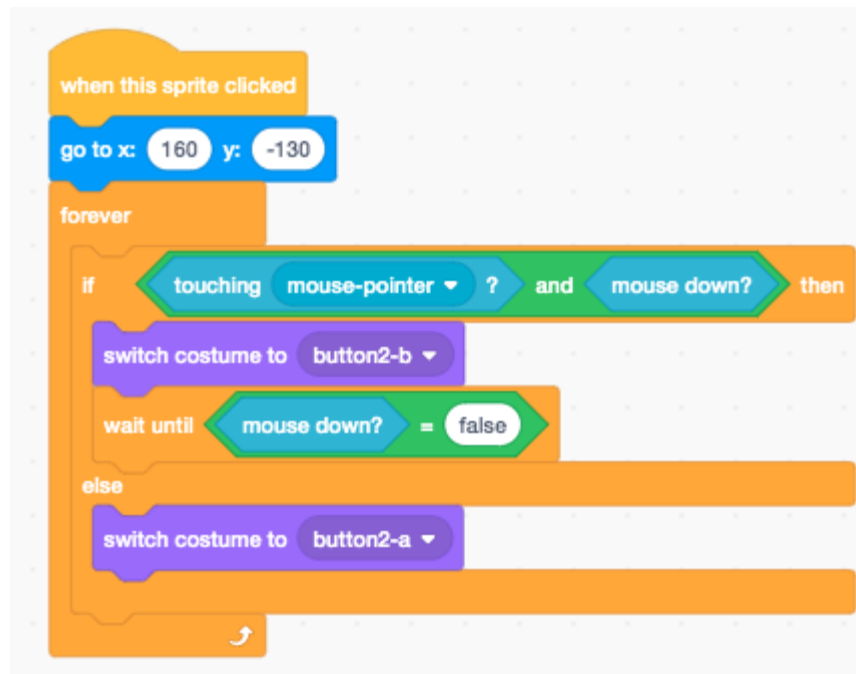 when this sprite clicked
go to x: 160 y: -130
forever
if touching mouse-pointer ? and mouse down? then
switch costume to button2-b
wait until mouse down? = false
else
switch costume to button2-a